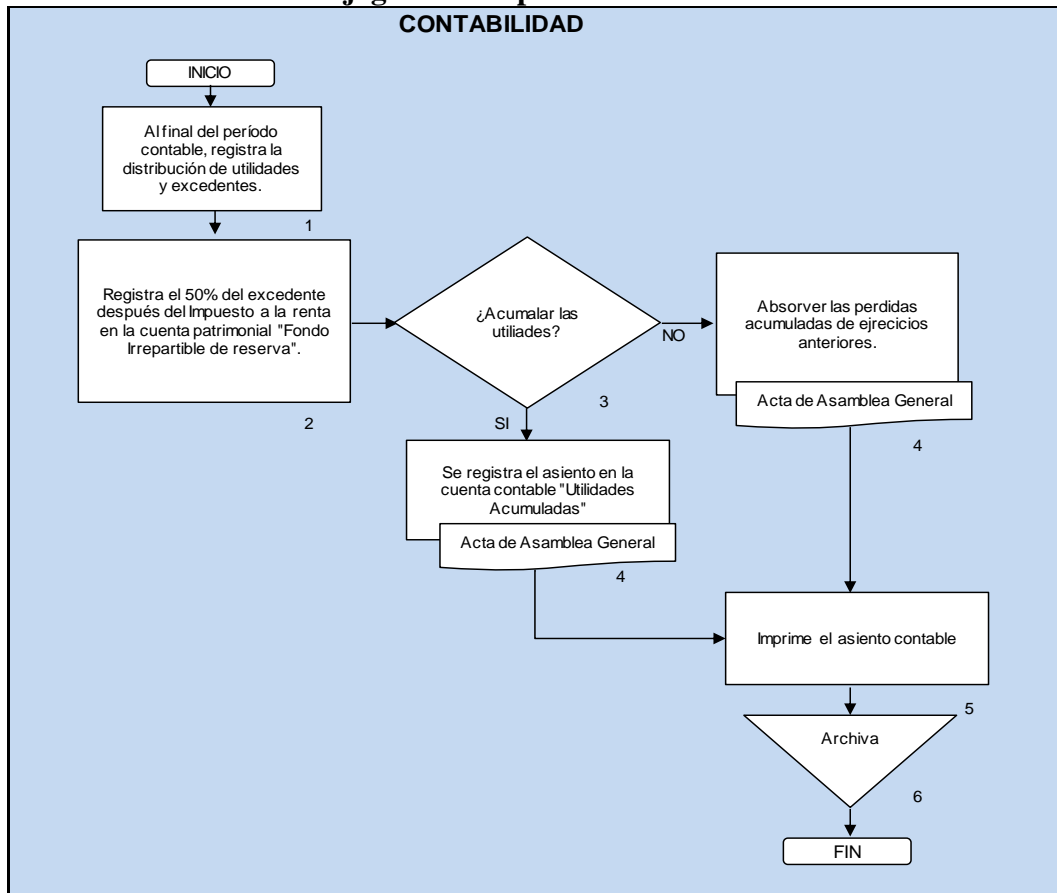 CONTABILIDAD
INICIO
Al final del período
contable, registra la
distribución de utilidades
y excedentes.
1
Registra el 50% del excedente
después del Impuesto a la renta
en la cuenta patrimonial "Fondo
Irrepartible de reserva".
2
¿Acumalar las
utiliades?
3
NO
SI
Absorver las perdidas
acumuladas de ejrecicios
anteriores.
Acta de Asamblea General
4
Se registra el asiento en la
cuenta contable "Utilidades
Acumuladas"
Acta de Asamblea General
4
Imprime el asiento contable
5
Archiva
6
FIN